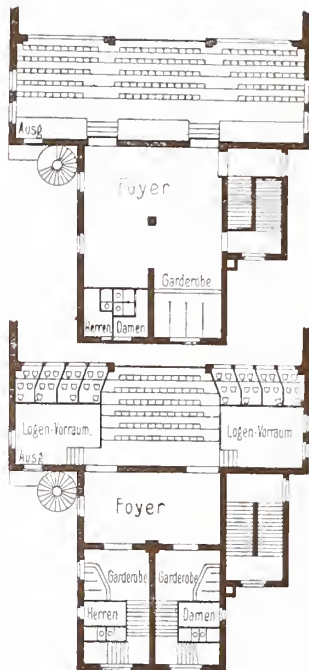 Ausg
Foyer
Garderobe
Herren Damen
Logen-Vorraum
Logen-Vorraum
Ausg
Foyer
Garderobe Garderobe
Herren Damen